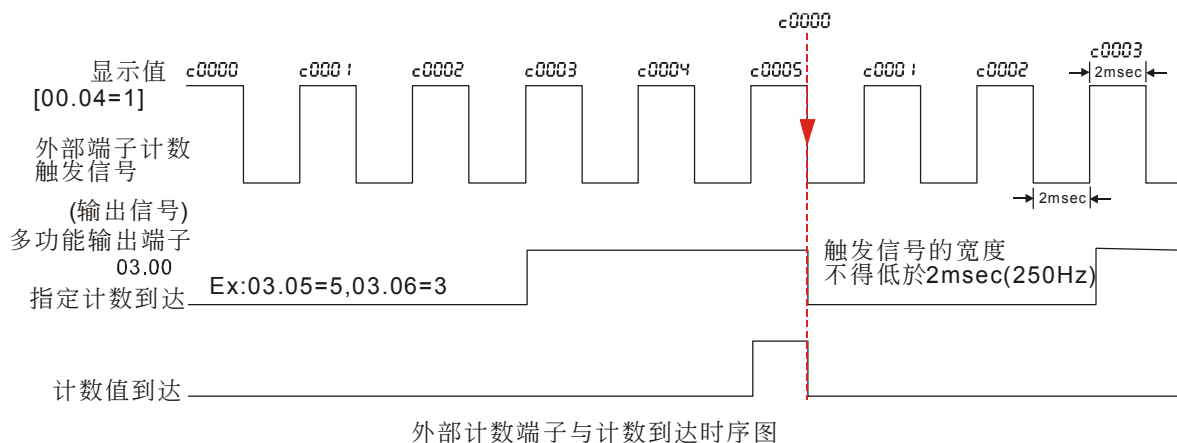 c0000
显示值 c0000 c0001 c0002 c0003 c0004 c0005 c0001 c0002 c0003
[00.04=1]
2msec
外部端子计数
触发信号
2msec
(输出信号)
多功能输出端子
03.00
指定计数到达
Ex:03.05=5,03.06=3
触发信号的宽度
不得低於2msec(250Hz)
计数值到达
外部计数端子与计数到达时序图